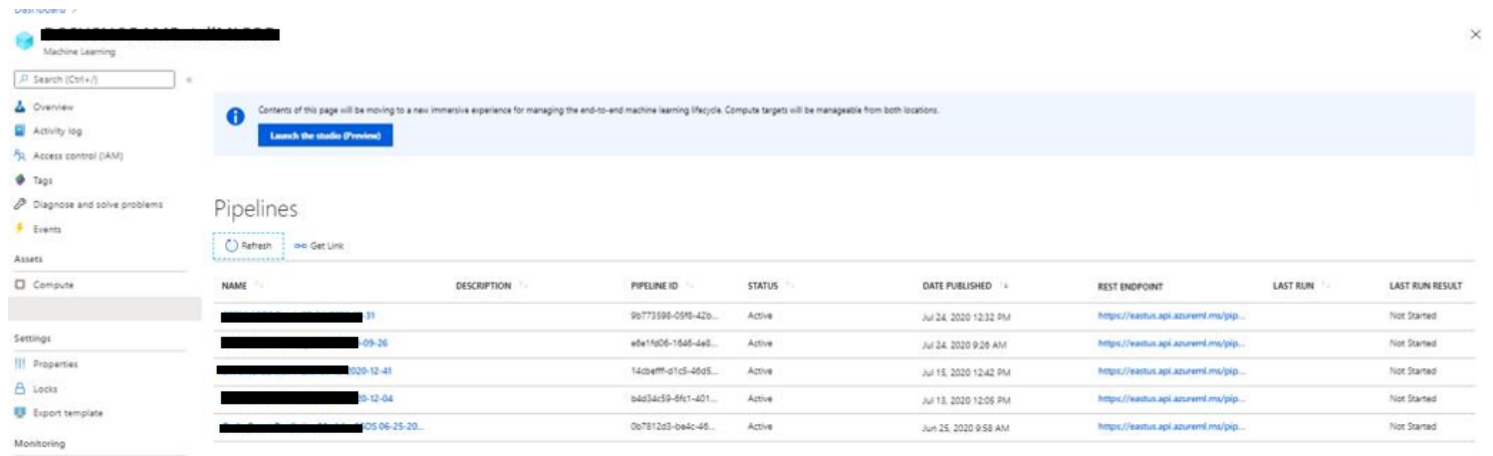 Dashboard >
Machine Learning
Search (Ctrl+/)
«
Overview
Activity log
Access control (IAM)
Tags
Diagnose and solve problems
Events
Assets
Compute
Settings
Properties
Locks
Export template
Monitoring
Contents of this page will be moving to a new immersive experience for managing the end-to-end machine learning lifecycle. Compute targets will be manageable from both locations.
Launch the studio (Preview)
Pipelines
Refresh Get Link
NAME DESCRIPTION PIPELINE ID STATUS DATE PUBLISHED REST ENDPOINT LAST RUN LAST RUN RESULT
-31 9b773598-05f8-42b... Active Jul 24, 2020 12:32 PM https://eastus.api.azureml.ms/pip... Not Started
-09-26 e6e1fd06-1646-4e8... Active Jul 24, 2020 9:26 AM https://eastus.api.azureml.ms/pip... Not Started
2020-12-41 14cbefff-d1c5-46d5... Active Jul 15, 2020 12:42 PM https://eastus.api.azureml.ms/pip... Not Started
0-12-04 b4d34c59-6fc1-401... Active Jul 13, 2020 12:05 PM https://eastus.api.azureml.ms/pip... Not Started
SDS 06-25-20... 0b7812d3-be4c-46... Active Jun 25, 2020 9:58 AM https://eastus.api.azureml.ms/pip... Not Started